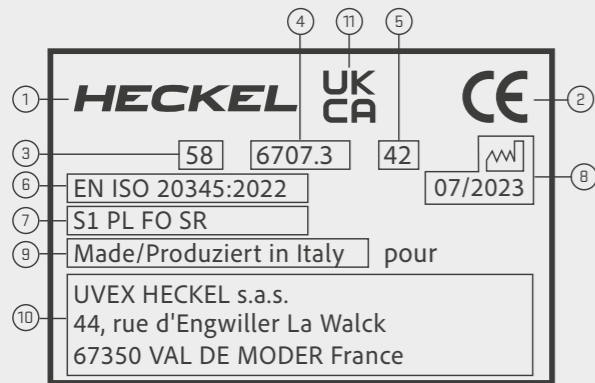 4 11 5
1 HECKEL UK CA CE 2
3 58 6707.3 42
6 EN ISO 20345:2022 07/2023 8
7 S1 PL FO SR
9 Made/Produziert in Italy pour
10 UVEX HECKEL s.a.s.
44, rue d'Engwiller La Walck
67350 VAL DE MODER France